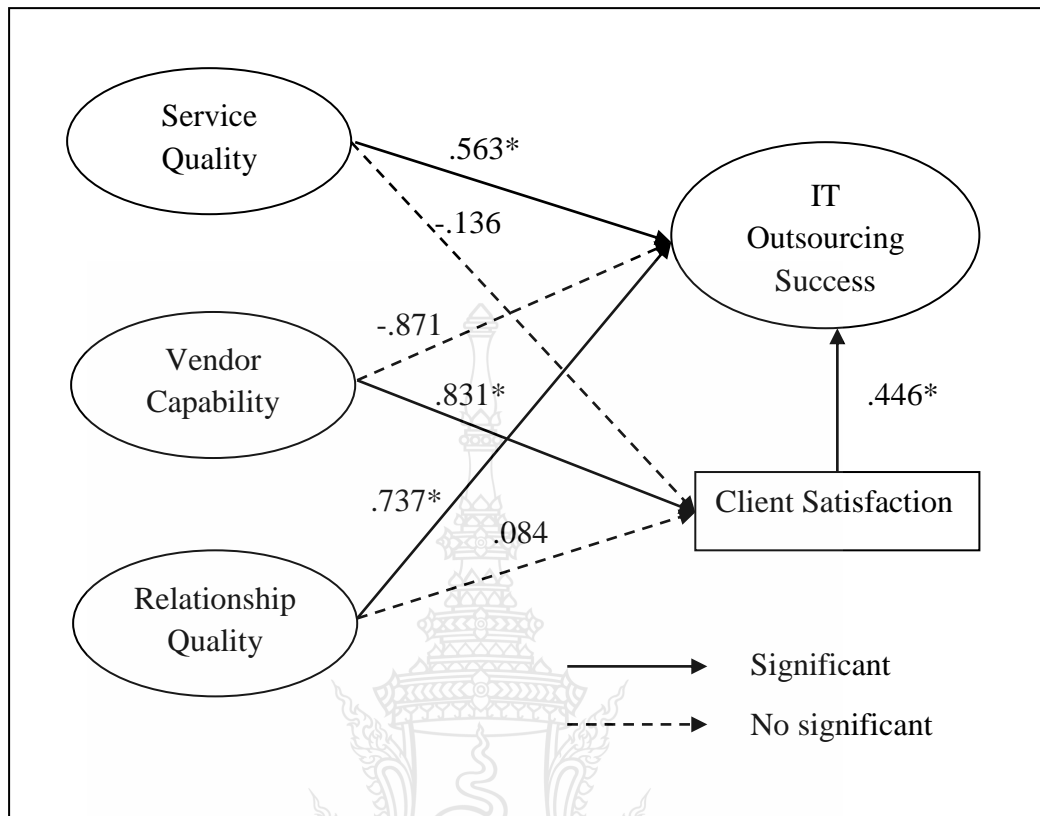 Service
Quality
.563*
-.136
IT
Outsourcing
Success
Vendor
Capability
-.871
.831*
.446*
Client Satisfaction
Relationship
Quality
.737*
.084
Significant
No significant